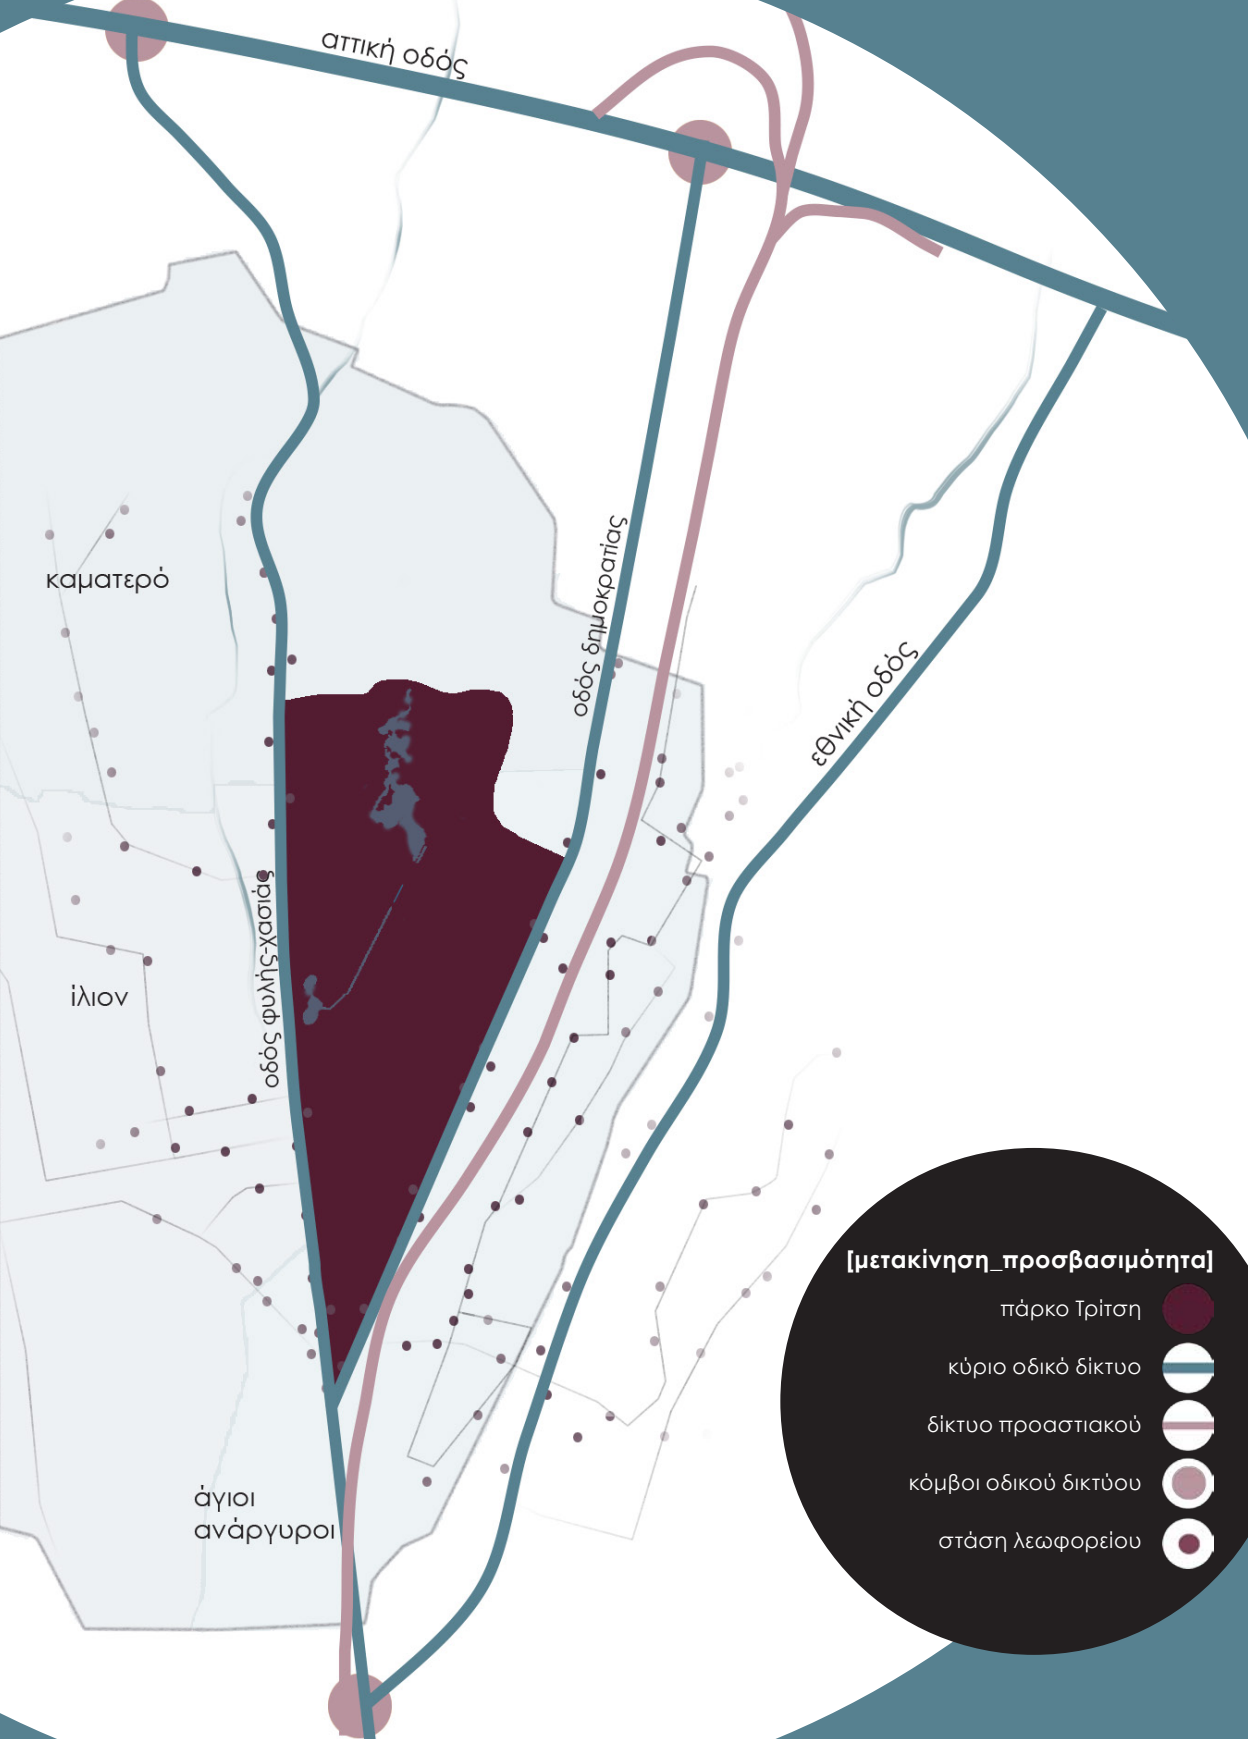 αττική οδός
οδός δημοκρατίας
καματερό
εθνική οδός
οδός φυλής-χασιάς
ίλιον
[μετακίνηση_προσβασιμότητα]
πάρκο Τρίτση
κύριο οδικό δίκτυο
δίκτυο προαστιακού
κόμβοι οδικού δικτύου
στάση λεωφορείου
άγιοι
ανάργυροι